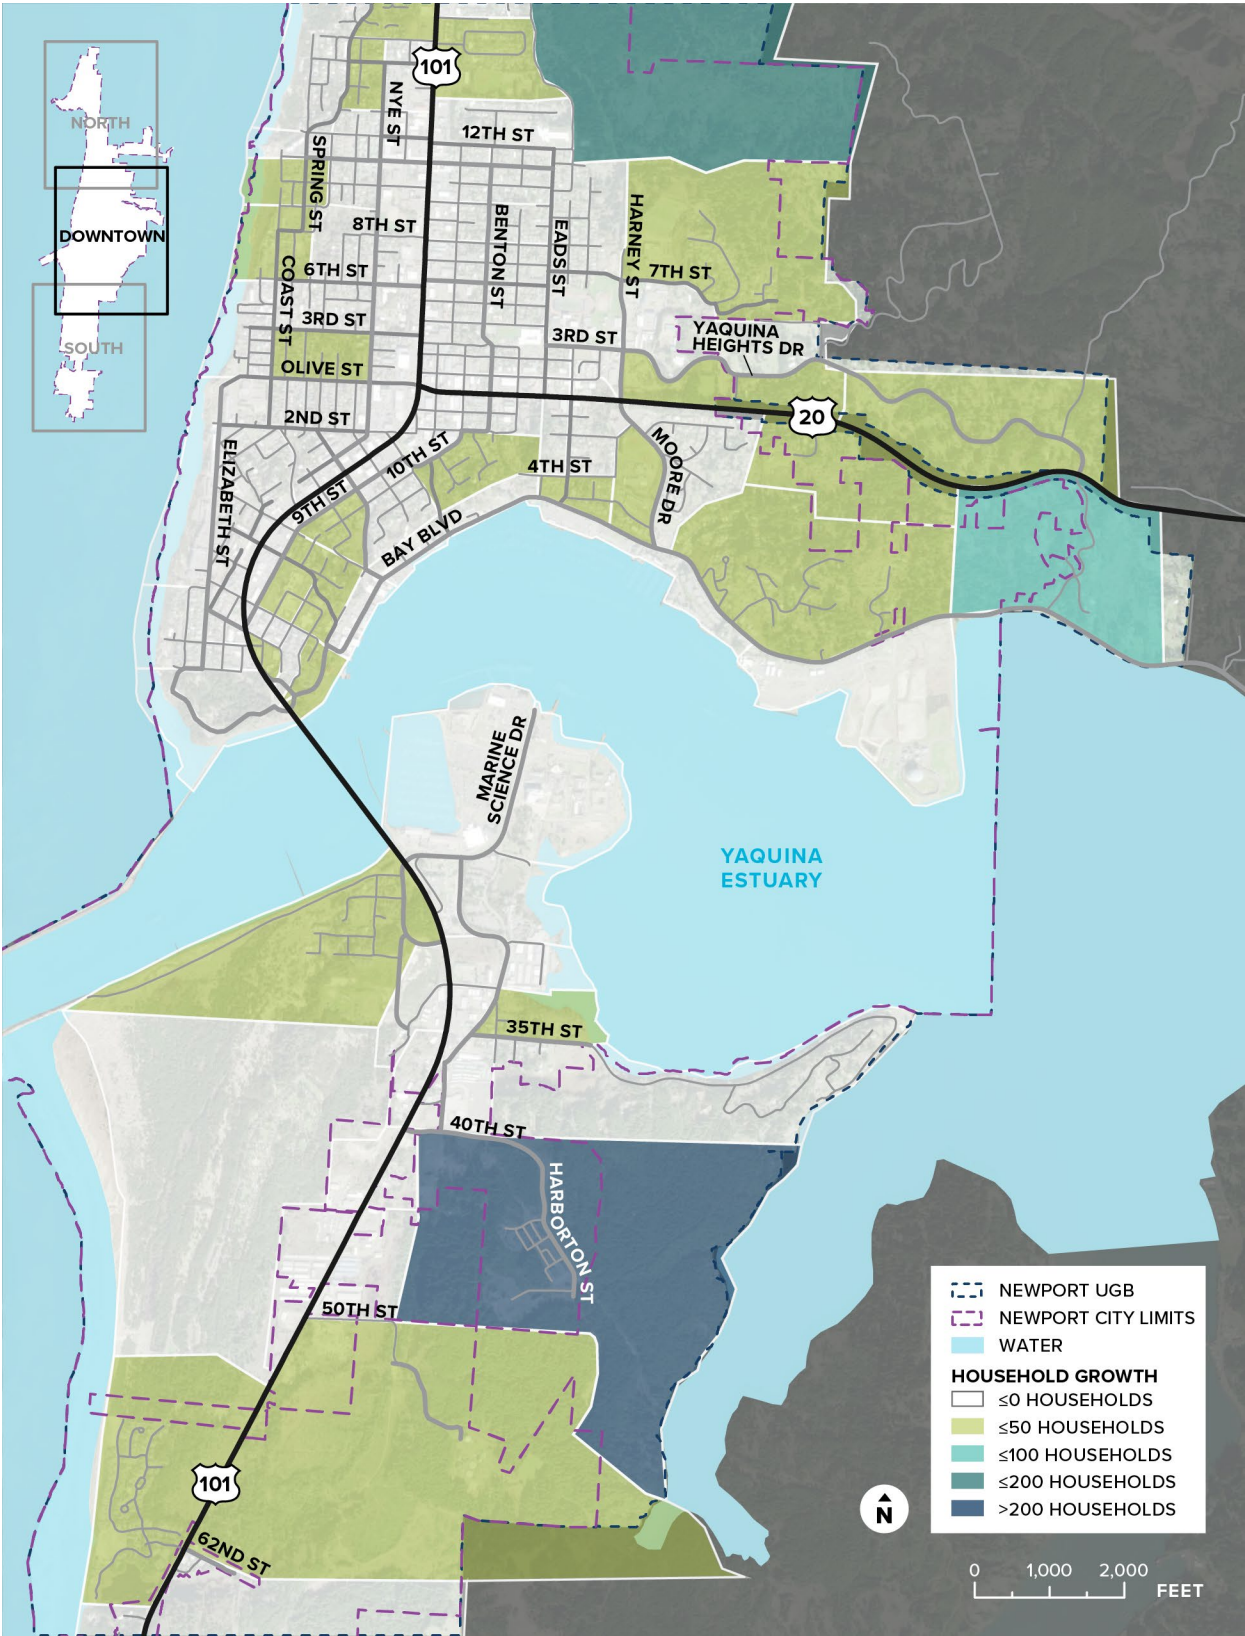 NORTH
DOWNTOWN
SOUTH
101
NYE ST
12TH ST
SPRING ST
8TH ST
BENTON ST
EADS ST
HARNEY ST
COAST ST
6TH ST
7TH ST
3RD ST
3RD ST
YAQUINA
HEIGHTS DR
OLIVE ST
2ND ST
20
ELIZABETH ST
10TH ST
4TH ST
MOORE DR
9TH ST
BAY BLVD
MARINE
SCIENCE DR
YAQUINA
ESTUARY
35TH ST
40TH ST
HARBORTON ST
50TH ST
101
62ND ST
NEWPORT UGB
NEWPORT CITY LIMITS
WATER
HOUSEHOLD GROWTH
≤0 HOUSEHOLDS
≤50 HOUSEHOLDS
≤100 HOUSEHOLDS
≤200 HOUSEHOLDS
>200 HOUSEHOLDS
N
0 1,000 2,000
FEET